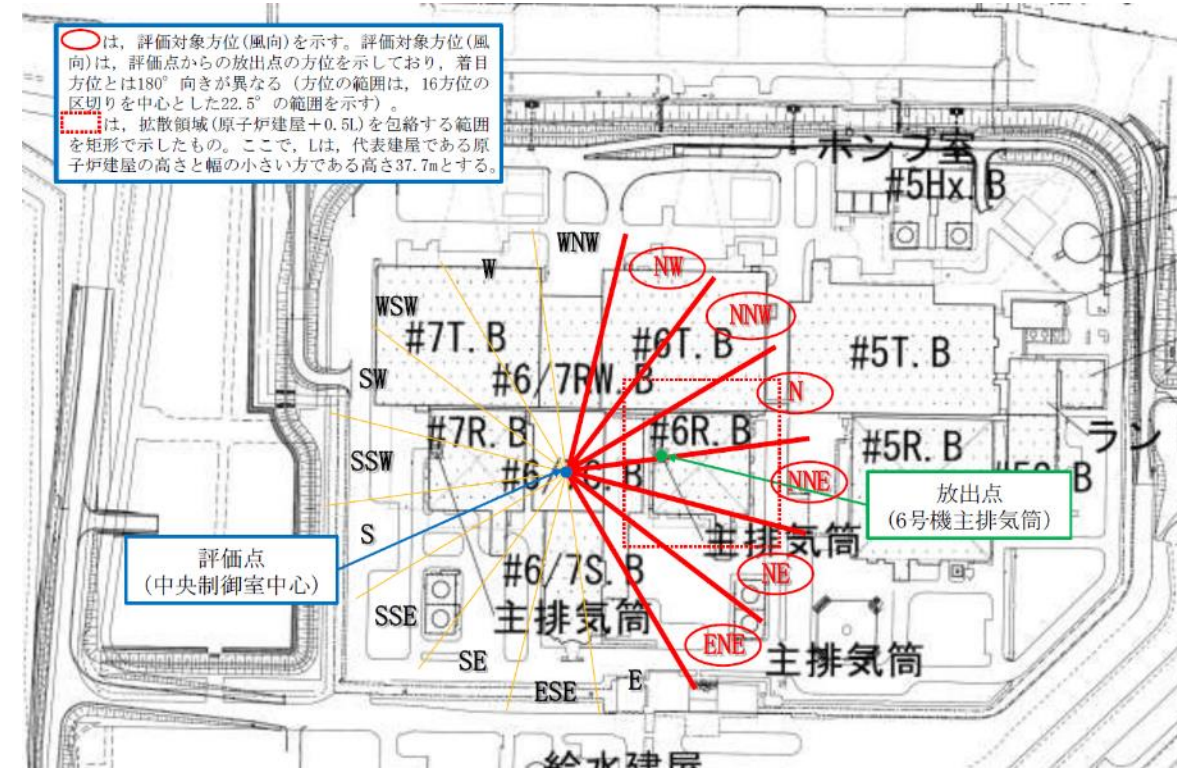 は，評価対象方位(風向)を示す。評価対象方位(風
向)は，評価点からの放出点の方位を示しており，着目
方位とは180°向きが異なる（方位の範囲は，16方位の
区切りを中心とした22.5°の範囲を示す）。
は，拡散領域(原子炉建屋+0.5L)を包絡する範囲
を矩形で示したもの。ここで，Lは，代表建屋である原
子炉建屋の高さと幅の小さい方である高さ37.7mとする。
ポンプ室
#5Hx.B
WNW
NW
W
WSW
NNW
#7T.B
#6T.B
#5T.B
#6/7RW.B
SW
N
ラン
#7R.B
#6R.B
#5R.B
SSW
NNE
放出点
(6号機主排気筒)
S
主排気筒
評価点
(中央制御室中心)
#6/7S.B
NE
SSE
主排気筒
ENE
主排気筒
SE
E
ESE
給水建屋